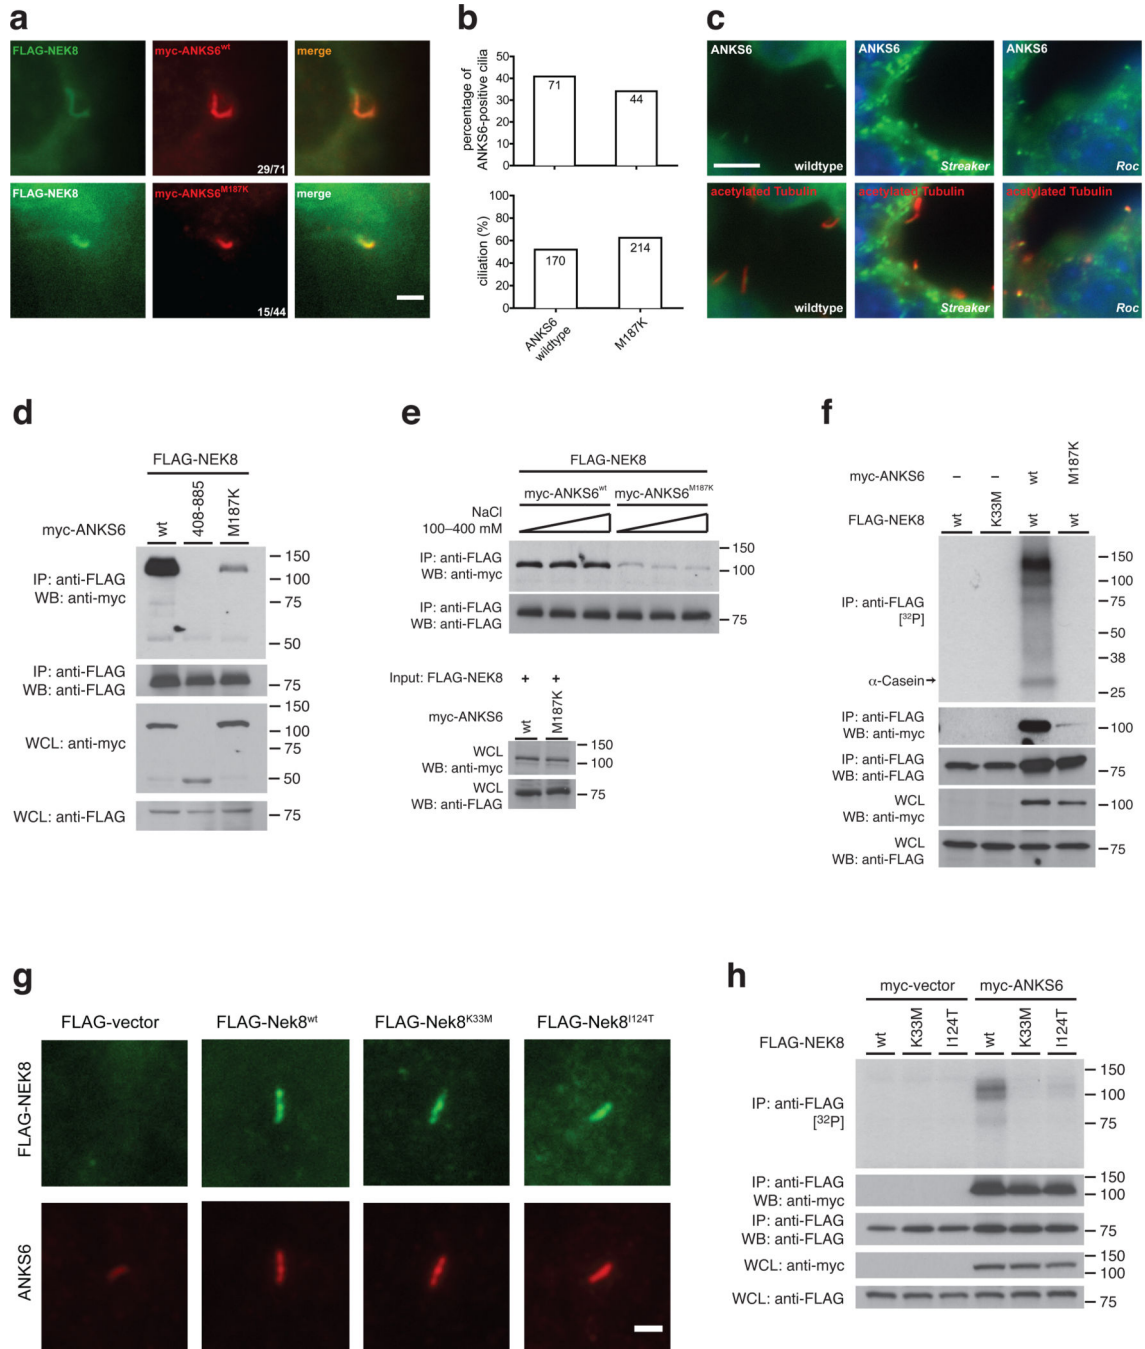 a
FLAG-NEK8
myc-ANKS6wt
merge
29/71
FLAG-NEK8
myc-ANKS6M187K
merge
15/44
b
percentage of
ANKS6-positive cilia
50
40
30
20
10
0
71
44
ciliation (%)
100
80
60
40
20
0
170
214
ANKS6
wildtype
M187K
c
ANKS6
ANKS6
ANKS6
wildtype
Streaker
Roc
acetylated Tubulin
acetylated Tubulin
acetylated Tubulin
wildtype
Streaker
Roc
d
FLAG-NEK8
myc-ANKS6
wt
408-885
M187K
IP: anti-FLAG
WB: anti-myc
150
100
75
50
IP: anti-FLAG
WB: anti-FLAG
75
WCL: anti-myc
150
100
75
50
WCL: anti-FLAG
75
e
FLAG-NEK8
myc-ANKS6wt
myc-ANKS6M187K
NaCl
100–400 mM
IP: anti-FLAG
WB: anti-myc
150
100
IP: anti-FLAG
WB: anti-FLAG
75
Input: FLAG-NEK8
+
+
myc-ANKS6
wt
M187K
WCL
WB: anti-myc
150
100
WCL
WB: anti-FLAG
75
f
myc-ANKS6
–
–
wt
M187K
FLAG-NEK8
wt
K33M
wt
wt
IP: anti-FLAG
[32P]
α-Casein
150
100
75
50
38
25
IP: anti-FLAG
WB: anti-myc
100
IP: anti-FLAG
WB: anti-FLAG
75
WCL
WB: anti-myc
100
WCL
WB: anti-FLAG
75
g
FLAG-vector
FLAG-Nek8wt
FLAG-Nek8K33M
FLAG-Nek8I124T
FLAG-NEK8
ANKS6
h
myc-vector
myc-ANKS6
FLAG-NEK8
wt
K33M
I124T
wt
K33M
I124T
IP: anti-FLAG
[32P]
150
100
75
IP: anti-FLAG
WB: anti-myc
150
100
IP: anti-FLAG
WB: anti-FLAG
75
WCL: anti-myc
150
100
WCL: anti-FLAG
75